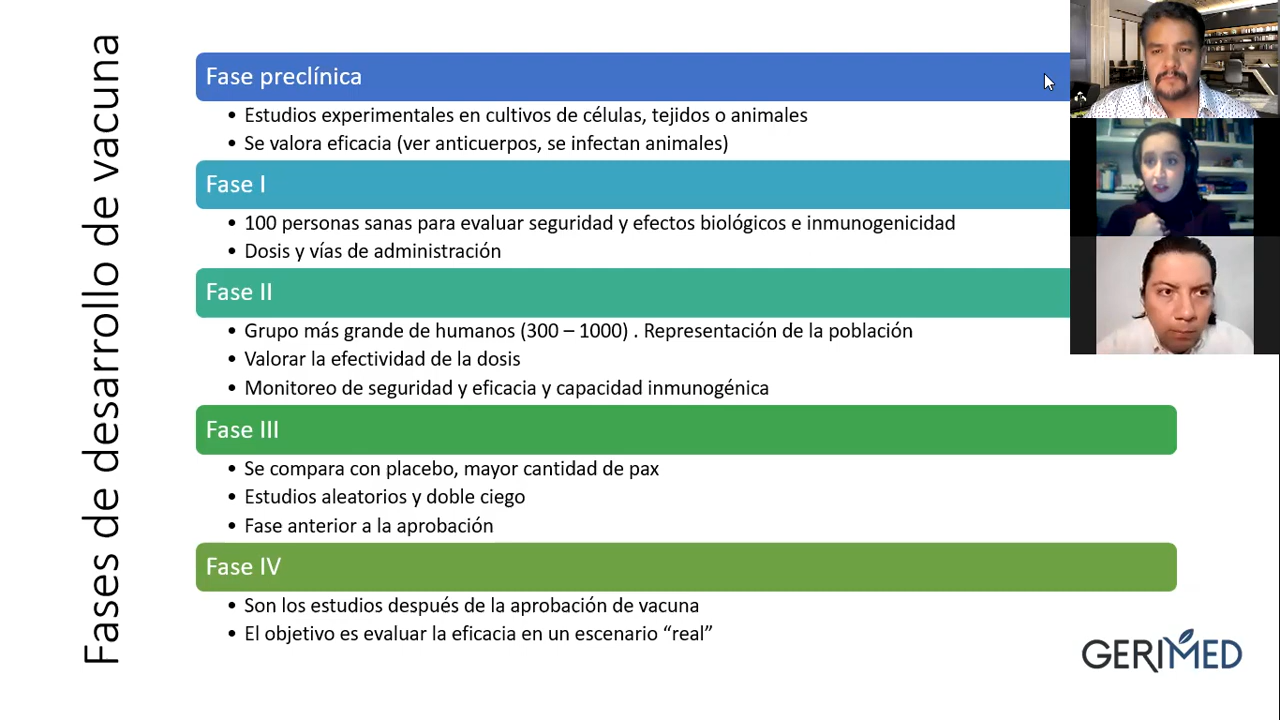 Fases de desarrollo de vacuna
Fase preclínica
• Estudios experimentales en cultivos de células, tejidos o animales
• Se valora eficacia (ver anticuerpos, se infectan animales)
Fase I
• 100 personas sanas para evaluar seguridad y efectos biológicos e inmunogenicidad
• Dosis y vías de administración
Fase II
• Grupo más grande de humanos (300 – 1000) . Representación de la población
• Valorar la efectividad de la dosis
• Monitoreo de seguridad y eficacia y capacidad inmunogénica
Fase III
• Se compara con placebo, mayor cantidad de pax
• Estudios aleatorios y doble ciego
• Fase anterior a la aprobación
Fase IV
• Son los estudios después de la aprobación de vacuna
• El objetivo es evaluar la eficacia en un escenario “real”
GERIMED